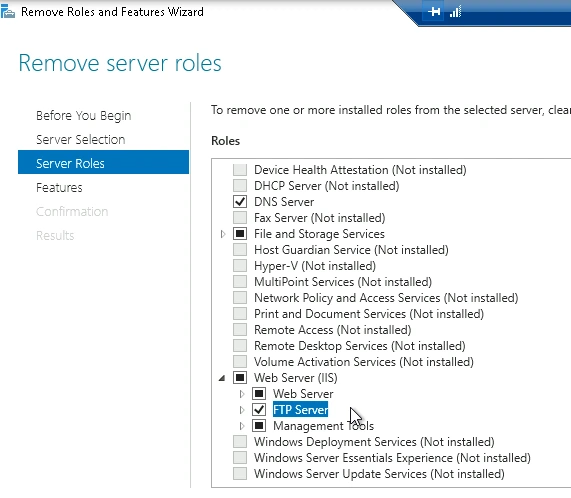 Remove Roles and Features Wizard
Remove server roles
Before You Begin
Server Selection
Server Roles
Features
Confirmation
Results
To remove one or more installed roles from the selected server, clea
Roles
Device Health Attestation (Not installed)
DHCP Server (Not installed)
DNS Server
Fax Server (Not installed)
File and Storage Services
Host Guardian Service (Not installed)
Hyper-V (Not installed)
MultiPoint Services (Not installed)
Network Policy and Access Services (Not installed)
Print and Document Services (Not installed)
Remote Access (Not installed)
Remote Desktop Services (Not installed)
Volume Activation Services (Not installed)
Web Server (IIS)
Web Server
FTP Server
Management Tools
Windows Deployment Services (Not installed)
Windows Server Essentials Experience (Not installed)
Windows Server Update Services (Not installed)